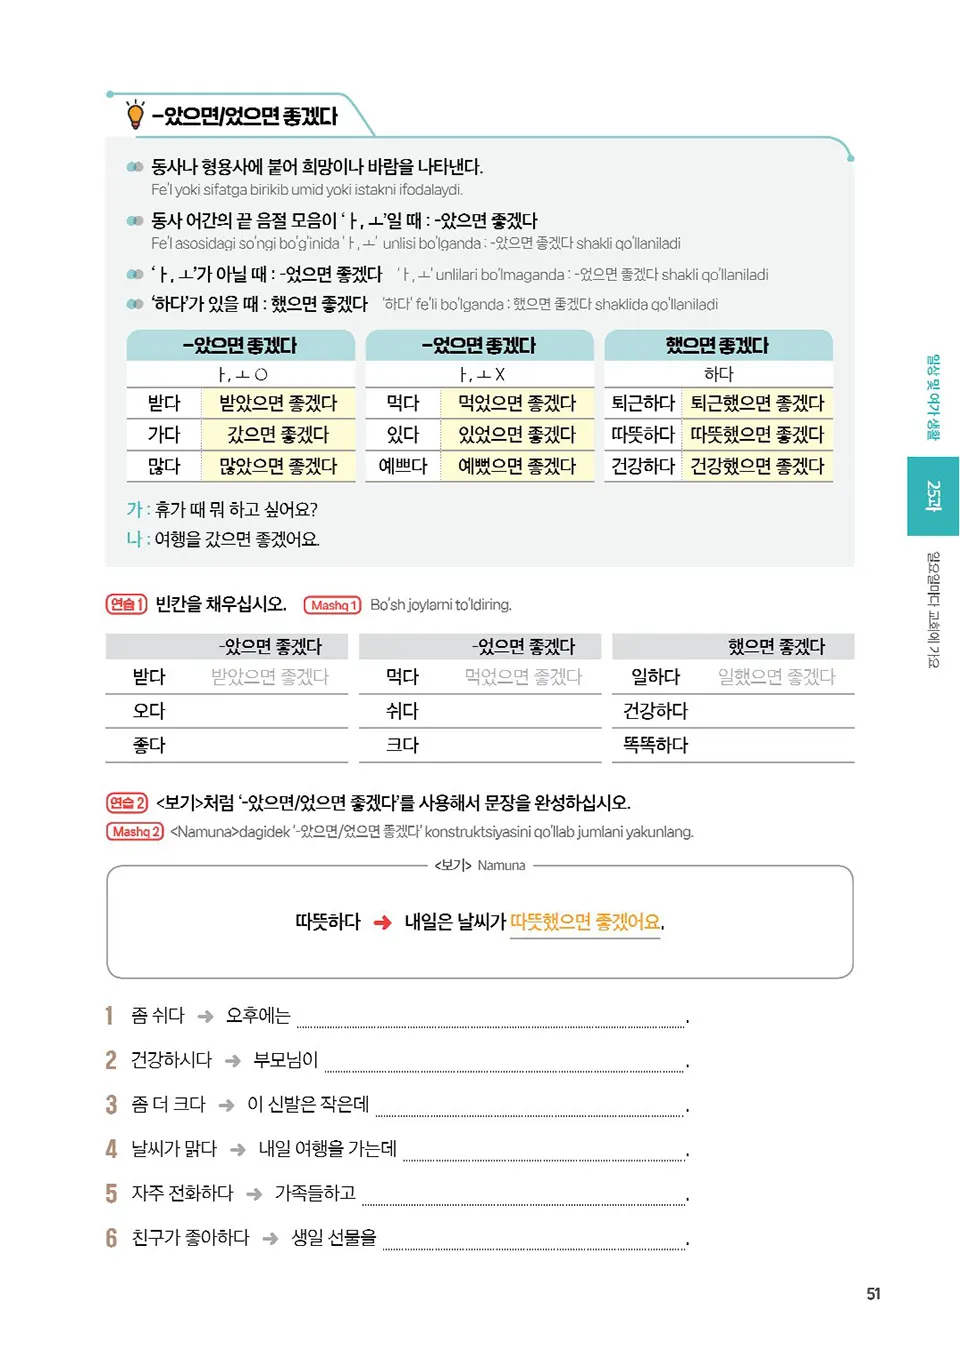 -았으면/었으면 좋겠다
동사나 형용사에 붙어 희망이나 바람을 나타낸다.
Fe'l yoki sifatga birikib umid yoki istakni ifodalaydi.
동사 어간의 끝 음절 모음이 'ㅏ, ㅗ'일 때 : -았으면 좋겠다
Fe'l asosidagi so'ngi bo'g'inida 'ㅏ, ㅗ' unlisi bo'lganda : -았으면 좋겠다 shakli qo'llaniladi
'ㅏ, ㅗ'가 아닐 때 : -었으면 좋겠다 'ㅏ, ㅗ' unlilari bo'lmaganda : -었으면 좋겠다 shakli qo'llaniladi
'하다'가 있을 때 : 했으면 좋겠다 '하다' fe'li bo'lganda : 했으면 좋겠다 shaklida qo'llaniladi
-았으면 좋겠다 -었으면 좋겠다 했으면 좋겠다
ㅏ, ㅗ O ㅏ, ㅗ X 하다
받다 받았으면 좋겠다 먹다 먹었으면 좋겠다 퇴근하다 퇴근했으면 좋겠다
가다 갔으면 좋겠다 있다 있었으면 좋겠다 따뜻하다 따뜻했으면 좋겠다
많다 많았으면 좋겠다 예쁘다 예뻤으면 좋겠다 건강하다 건강했으면 좋겠다
가 : 휴가 때 뭐 하고 싶어요?
나 : 여행을 갔으면 좋겠어요.
연습 1 빈칸을 채우십시오. Mashq 1 Bo'sh joylarni to'ldiring.
-았으면 좋겠다 -었으면 좋겠다 했으면 좋겠다
받다 받았으면 좋겠다 먹다 먹었으면 좋겠다 일하다 일했으면 좋겠다
오다 쉬다 건강하다
좋다 크다 똑똑하다
연습 2 <보기>처럼 '-았으면/었으면 좋겠다'를 사용해서 문장을 완성하십시오.
Mashq 2 <Namuna>dagidek '-았으면/었으면 좋겠다' konstruktsiyasini qo'llab jumlani yakunlang.
<보기> Namuna
따뜻하다 ➜ 내일은 날씨가 따뜻했으면 좋겠어요.
1 좀 쉬다 ➜ 오후에는 .
2 건강하시다 ➜ 부모님이 .
3 좀 더 크다 ➜ 이 신발은 작은데 .
4 날씨가 맑다 ➜ 내일 여행을 가는데 .
5 자주 전화하다 ➜ 가족들하고 .
6 친구가 좋아하다 ➜ 생일 선물을 .
일상 및 여가 생활
25과
일요일마다 교회에 가요
51